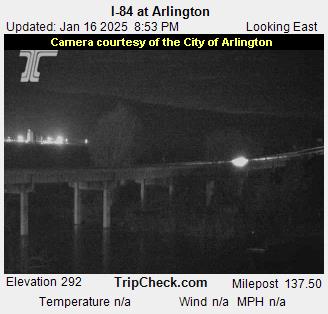 I-84 at Arlington
Updated: Jan 16 2025 8:53 PM Looking East
Camera courtesy of the City of Arlington
Elevation 292 TripCheck.com Milepost 137.50
Temperature n/a Wind n/a MPH n/a